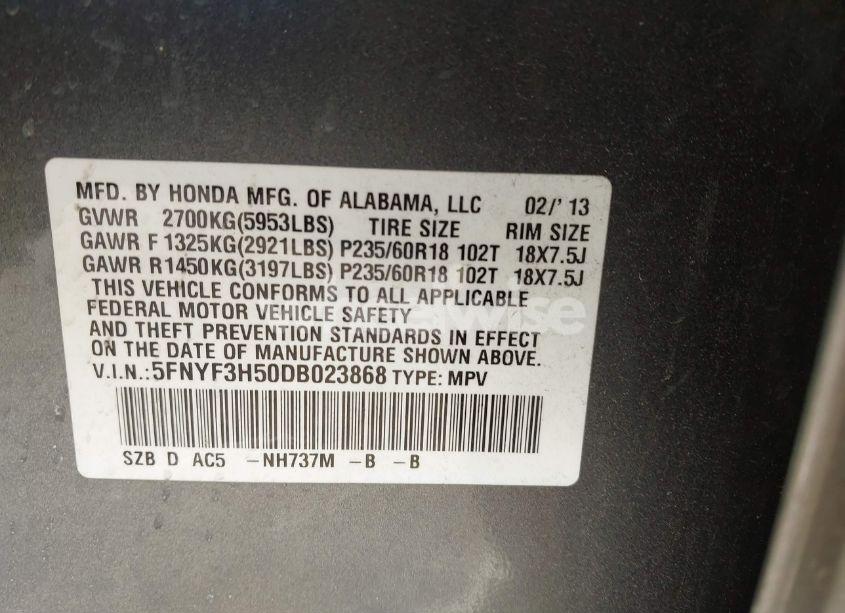 MFD. BY HONDA MFG. OF ALABAMA, LLC 02/' 13
GVWR 2700KG(5953LBS) TIRE SIZE RIM SIZE
GAWR F 1325KG(2921LBS) P235/60R18 102T 18X7.5J
GAWR R1450KG(3197LBS) P235/60R18 102T 18X7.5J
THIS VEHICLE CONFORMS TO ALL APPLICABLE
FEDERAL MOTOR VEHICLE SAFETY
AND THEFT PREVENTION STANDARDS IN EFFECT
ON THE DATE OF MANUFACTURE SHOWN ABOVE.
V.I.N.:5FNYF3H50DB023868 TYPE: MPV
SZB D AC5 -NH737M -B -B